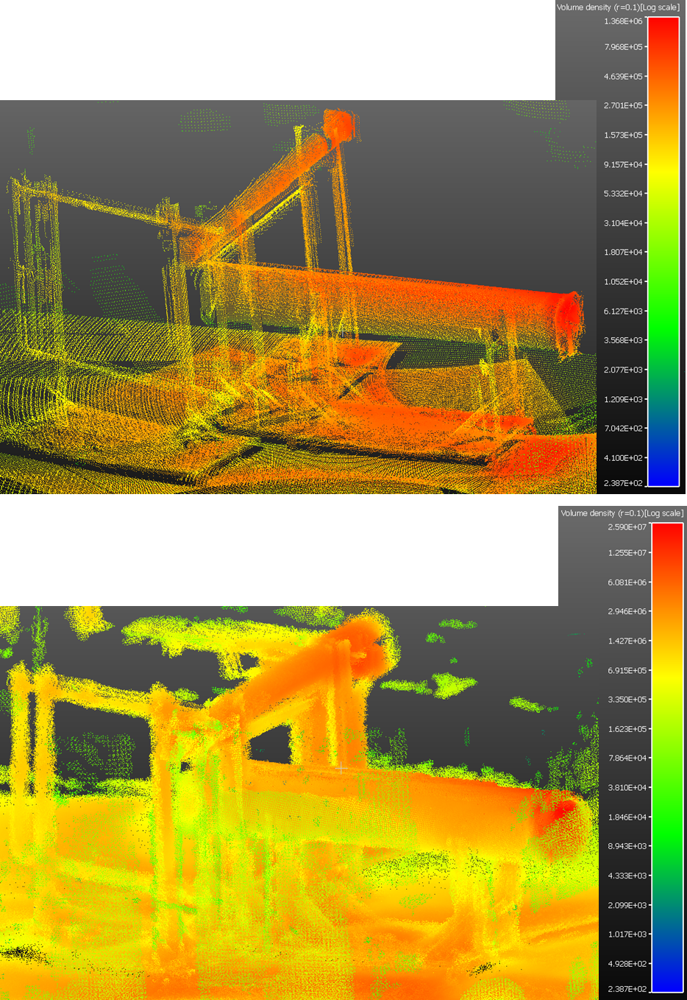 Volume density (r=0.1)[Log scale]
1.368E+06
7.968E+05
4.639E+05
2.701E+05
1.573E+05
9.157E+04
5.332E+04
3.104E+04
1.807E+04
1.052E+04
6.127E+03
3.568E+03
2.077E+03
1.209E+03
7.042E+02
4.100E+02
2.387E+02
Volume density (r=0.1)[Log scale]
2.590E+07
1.255E+07
6.081E+06
2.946E+06
1.427E+06
6.915E+05
3.350E+05
1.623E+05
7.864E+04
3.810E+04
1.846E+04
8.943E+03
4.333E+03
2.099E+03
1.017E+03
4.928E+02
2.387E+02